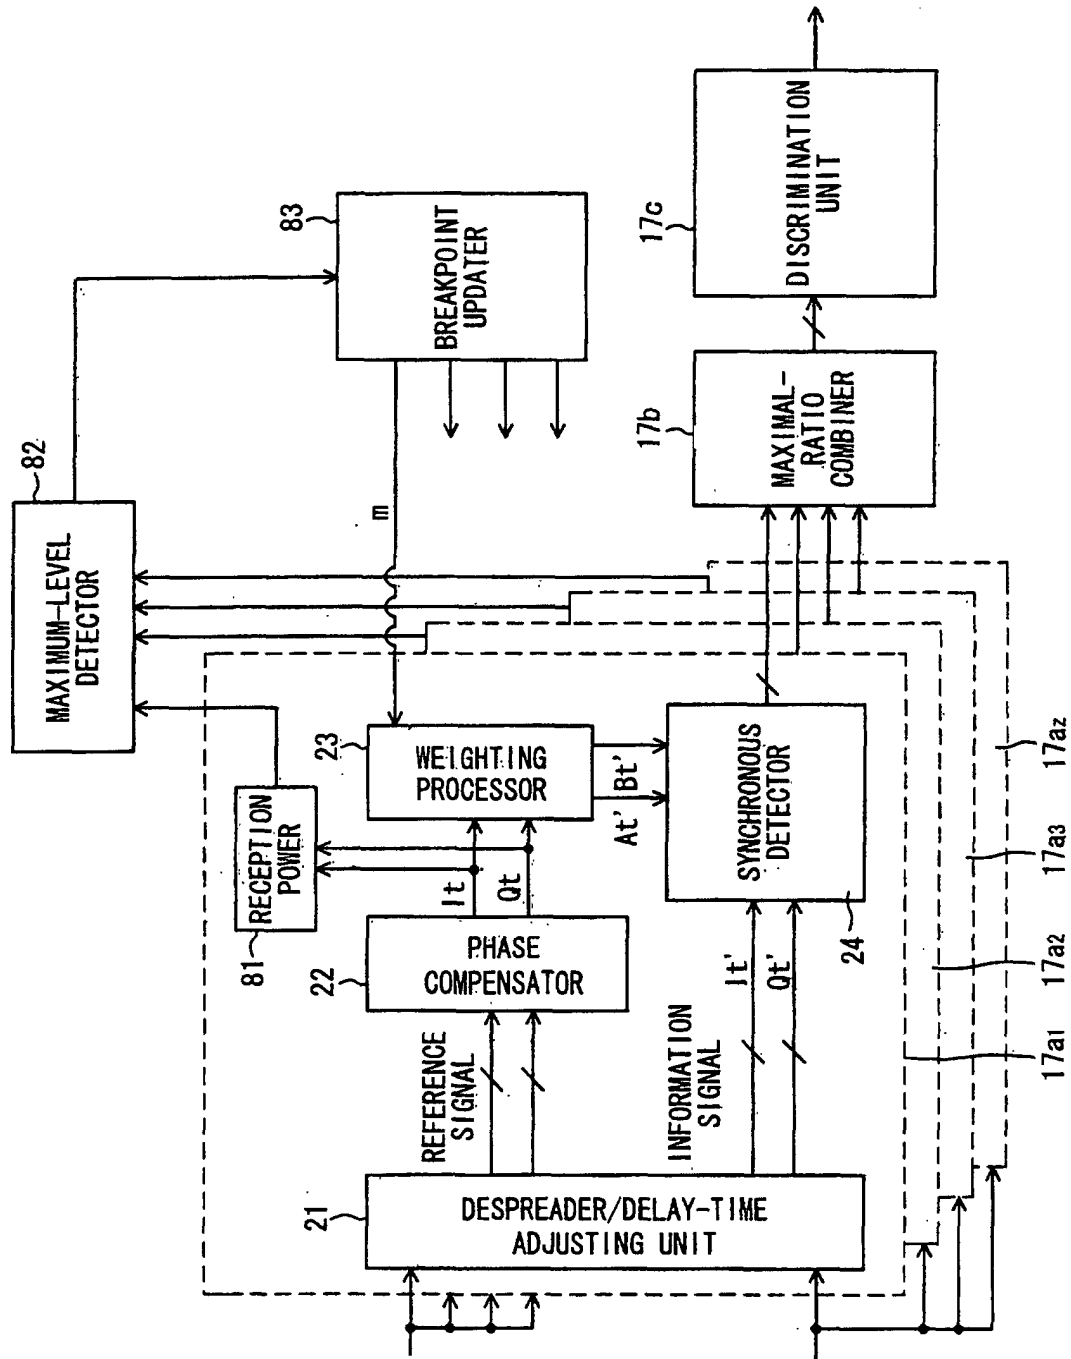 82
MAXIMUM-LEVEL
DETECTOR
83
BREAKPOINT
UPDATER
m
81
RECEPTION
POWER
23
WEIGHTING
PROCESSOR
At'
Bt'
It
Qt
22
PHASE
COMPENSATOR
REFERENCE
SIGNAL
21
DESPREADER/DELAY-TIME
ADJUSTING UNIT
INFORMATION
SIGNAL
It'
Qt'
24
SYNCHRONOUS
DETECTOR
17b
MAXIMAL-
RATIO
COMBINER
17c
DISCRIMINATION
UNIT
17a1
17a2
17a3
17az